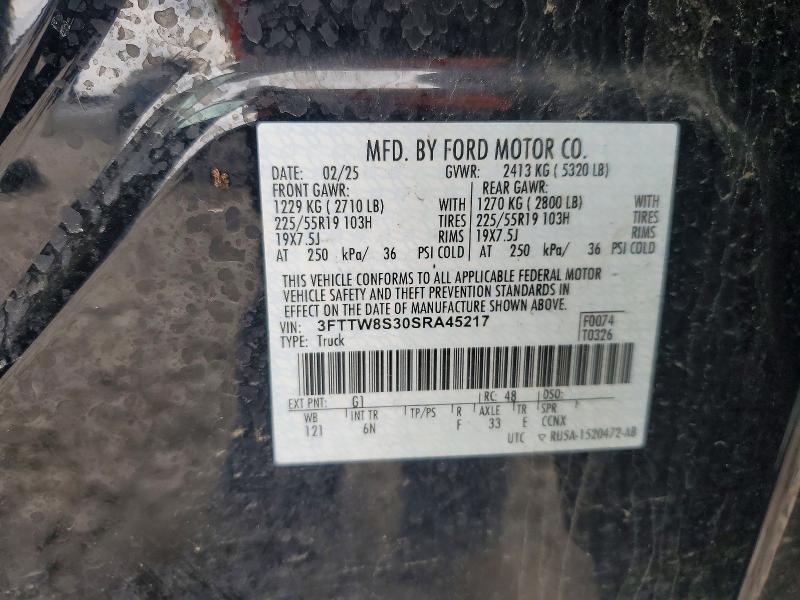 MFD. BY FORD MOTOR CO.
DATE: 02/25 GVWR: 2413 KG ( 5320 LB)
FRONT GAWR: REAR GAWR:
1229 KG ( 2710 LB) WITH 1270 KG ( 2800 LB) WITH
225/55R19 103H TIRES 225/55R19 103H TIRES
19X7.5J RIMS 19X7.5J RIMS
AT 250 kPa/ 36 PSI COLD AT 250 kPa/ 36 PSI COLD
THIS VEHICLE CONFORMS TO ALL APPLICABLE FEDERAL MOTOR
VEHICLE SAFETY AND THEFT PREVENTION STANDARDS IN
EFFECT ON THE DATE OF MANUFACTURE SHOWN ABOVE.
VIN: 3FTTW8S30SRA45217 F0074
TYPE: Truck T0326
EXT PNT: G1 RC: 48 DSO:
WB INT TR TP/PS R AXLE TR SPR
121 6N F 33 E CCNX
UTC ▽ RU5A-1520472-AB